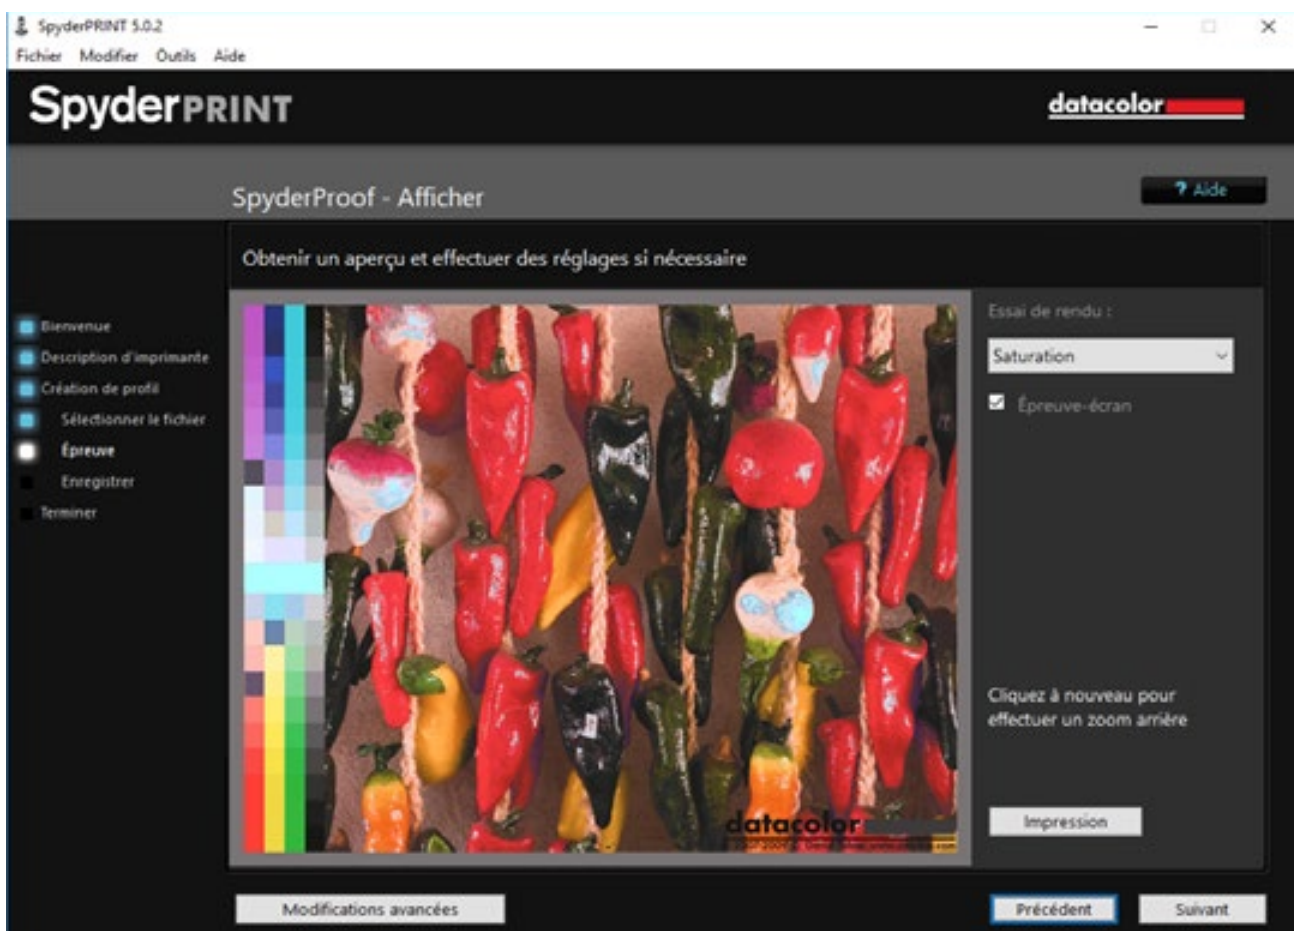 SpyderPRINT 5.0.2
Fichier Modifier Outils Aide
SpyderPRINT
datacolor
SpyderProof - Afficher
? Aide
Obtenir un aperçu et effectuer des réglages si nécessaire
Bienvenue
Description d'imprimante
Création de profil
Sélectionner le fichier
Épreuve
Enregistrer
Terminer
Essai de rendu :
Saturation
Épreuve-écran
Cliquez à nouveau pour
effectuer un zoom arrière
Impression
datacolor
Modifications avancées
Précédent
Suivant